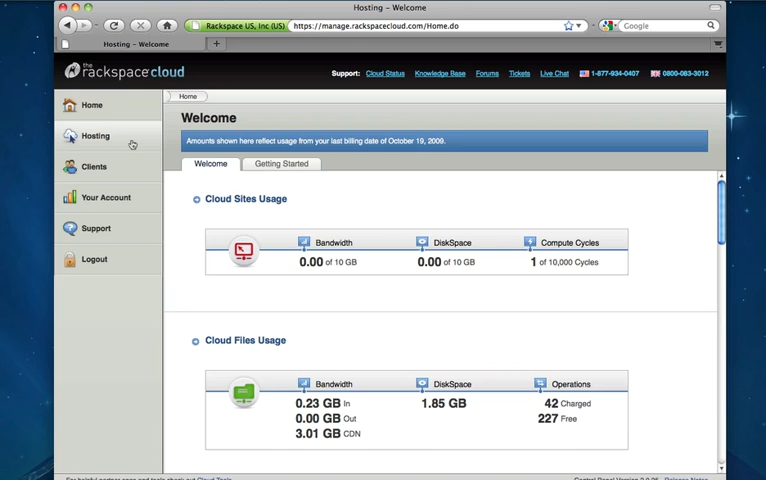 Hosting – Welcome
Rackspace US, Inc (US) https://manage.rackspacecloud.com/Home.do Google
Hosting – Welcome
the rackspace cloud
Support: Cloud Status Knowledge Base Forums Tickets Live Chat 1-877-934-0407 0800-083-3012
Home
Hosting
Clients
Your Account
Support
Logout
Home
Welcome
Amounts shown here reflect usage from your last billing date of October 19, 2009.
Welcome Getting Started
Cloud Sites Usage
Bandwidth DiskSpace Compute Cycles
0.00 of 10 GB 0.00 of 10 GB 1 of 10,000 Cycles
Cloud Files Usage
Bandwidth DiskSpace Operations
0.23 GB In 1.85 GB 42 Charged
0.00 GB Out 227 Free
3.01 GB CDN